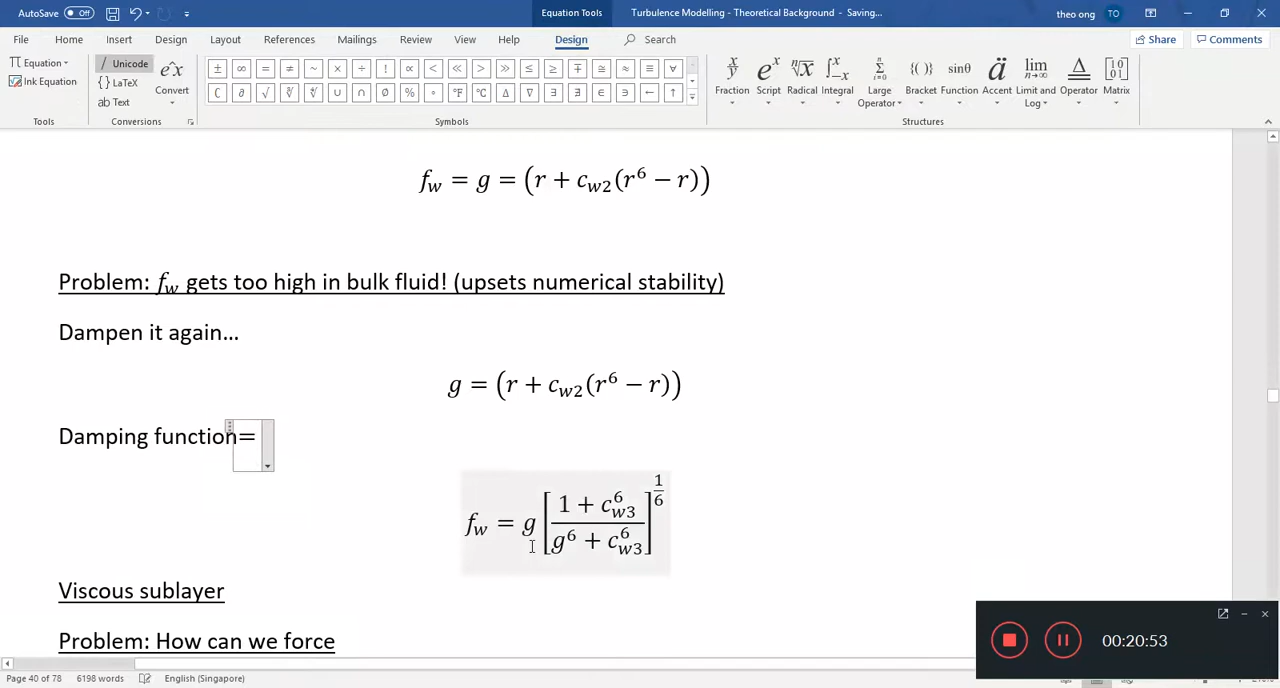 AutoSave Off Equation Tools Turbulence Modelling - Theoretical Background - Saving... theo ong TO
File Home Insert Design Layout References Mailings Review View Help Design Search Share Comments
π Equation Unicode
Ink Equation {} LaTeX
ab Text
Convert
± ∞ = ≠ ~ × ÷ ! ∝ < ≪ > ≫ ≤ ≥ ∓ ≅ ≈ ≡ ∀
∁ ∂ √ ∛ ∜ ∪ ∩ ∅ % ° °F °C ∆ ∇ ∃ ∄ ∈ ∋ ← ↑
Fraction Script Radical Integral Large Operator Bracket Function Accent Limit and Log Operator Matrix
Tools Conversions Symbols Structures
f_w = g = (r + c_{w2}(r^6 − r))
Problem: f_w gets too high in bulk fluid! (upsets numerical stability)
Dampen it again...
g = (r + c_{w2}(r^6 − r))
Damping function=
f_w = g [(1 + c_{w3}^6)/(g^6 + c_{w3}^6)]^{1/6}
Viscous sublayer
Problem: How can we force
00:20:53
Page 40 of 78 6198 words English (Singapore)